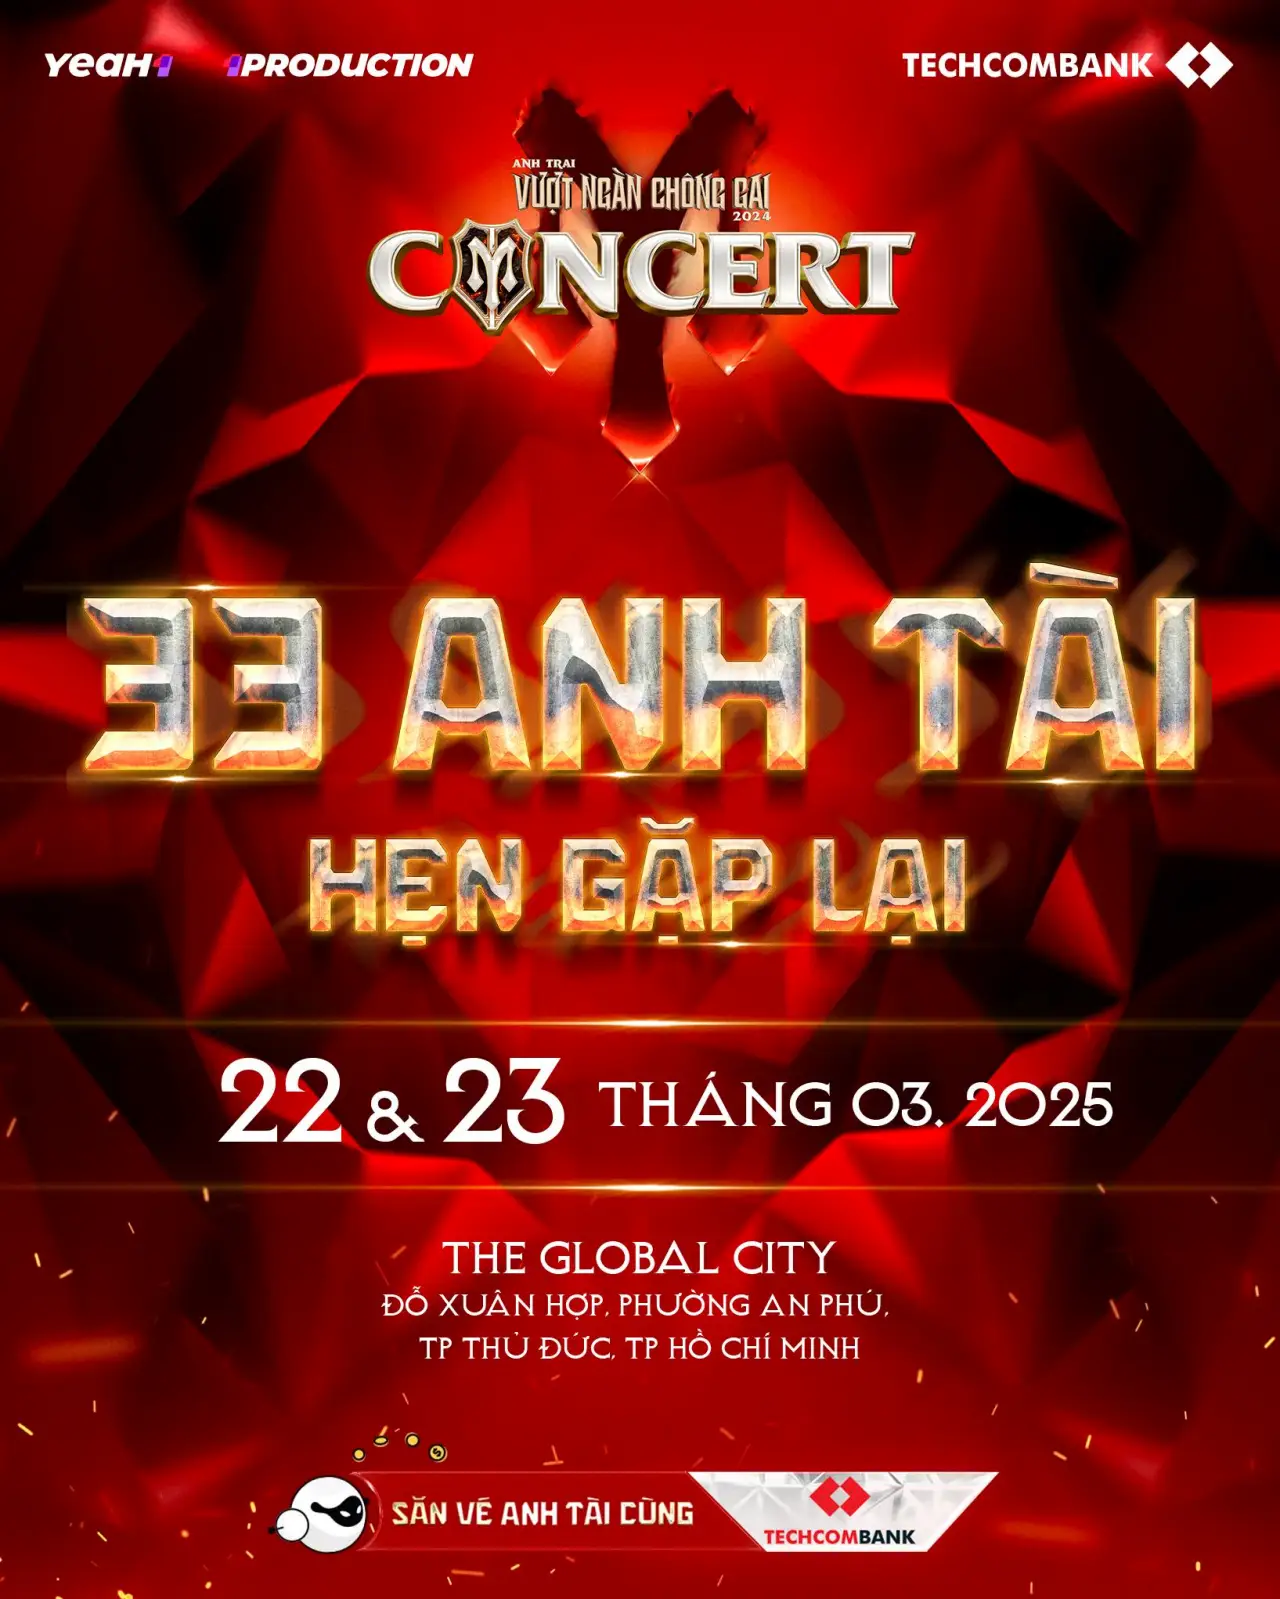 YEAH1
1PRODUCTION
TECHCOMBANK
ANH TRAI
VƯỢT NGÀN CHÔNG GAI
2024
CONCERT
33 ANH TÀI
HẸN GẶP LẠI
22 & 23 THÁNG 03. 2025
THE GLOBAL CITY
ĐỖ XUÂN HỢP, PHƯỜNG AN PHÚ,
TP THỦ ĐỨC, TP HỒ CHÍ MINH
SĂN VÉ ANH TÀI CÙNG
TECHCOMBANK